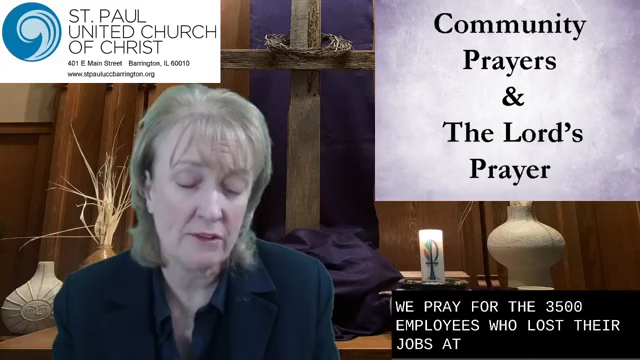 ST. PAUL
UNITED CHURCH
OF CHRIST
401 E Main Street Barrington, IL 60010
www.stpauluccbarrington.org
Community
Prayers
&
The Lord's
Prayer
WE PRAY FOR THE 3500
EMPLOYEES WHO LOST THEIR
JOBS AT